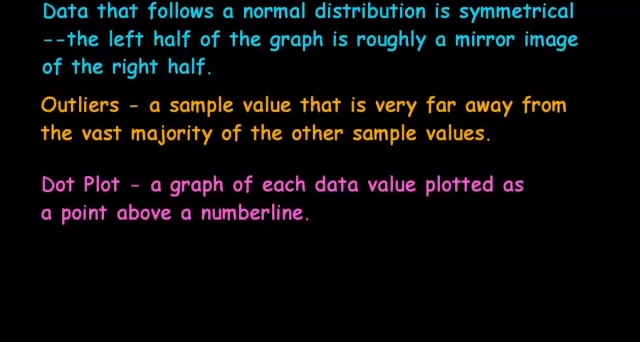 Data that follows a normal distribution is symmetrical
--the left half of the graph is roughly a mirror image
of the right half.
Outliers - a sample value that is very far away from
the vast majority of the other sample values.
Dot Plot - a graph of each data value plotted as
a point above a numberline.